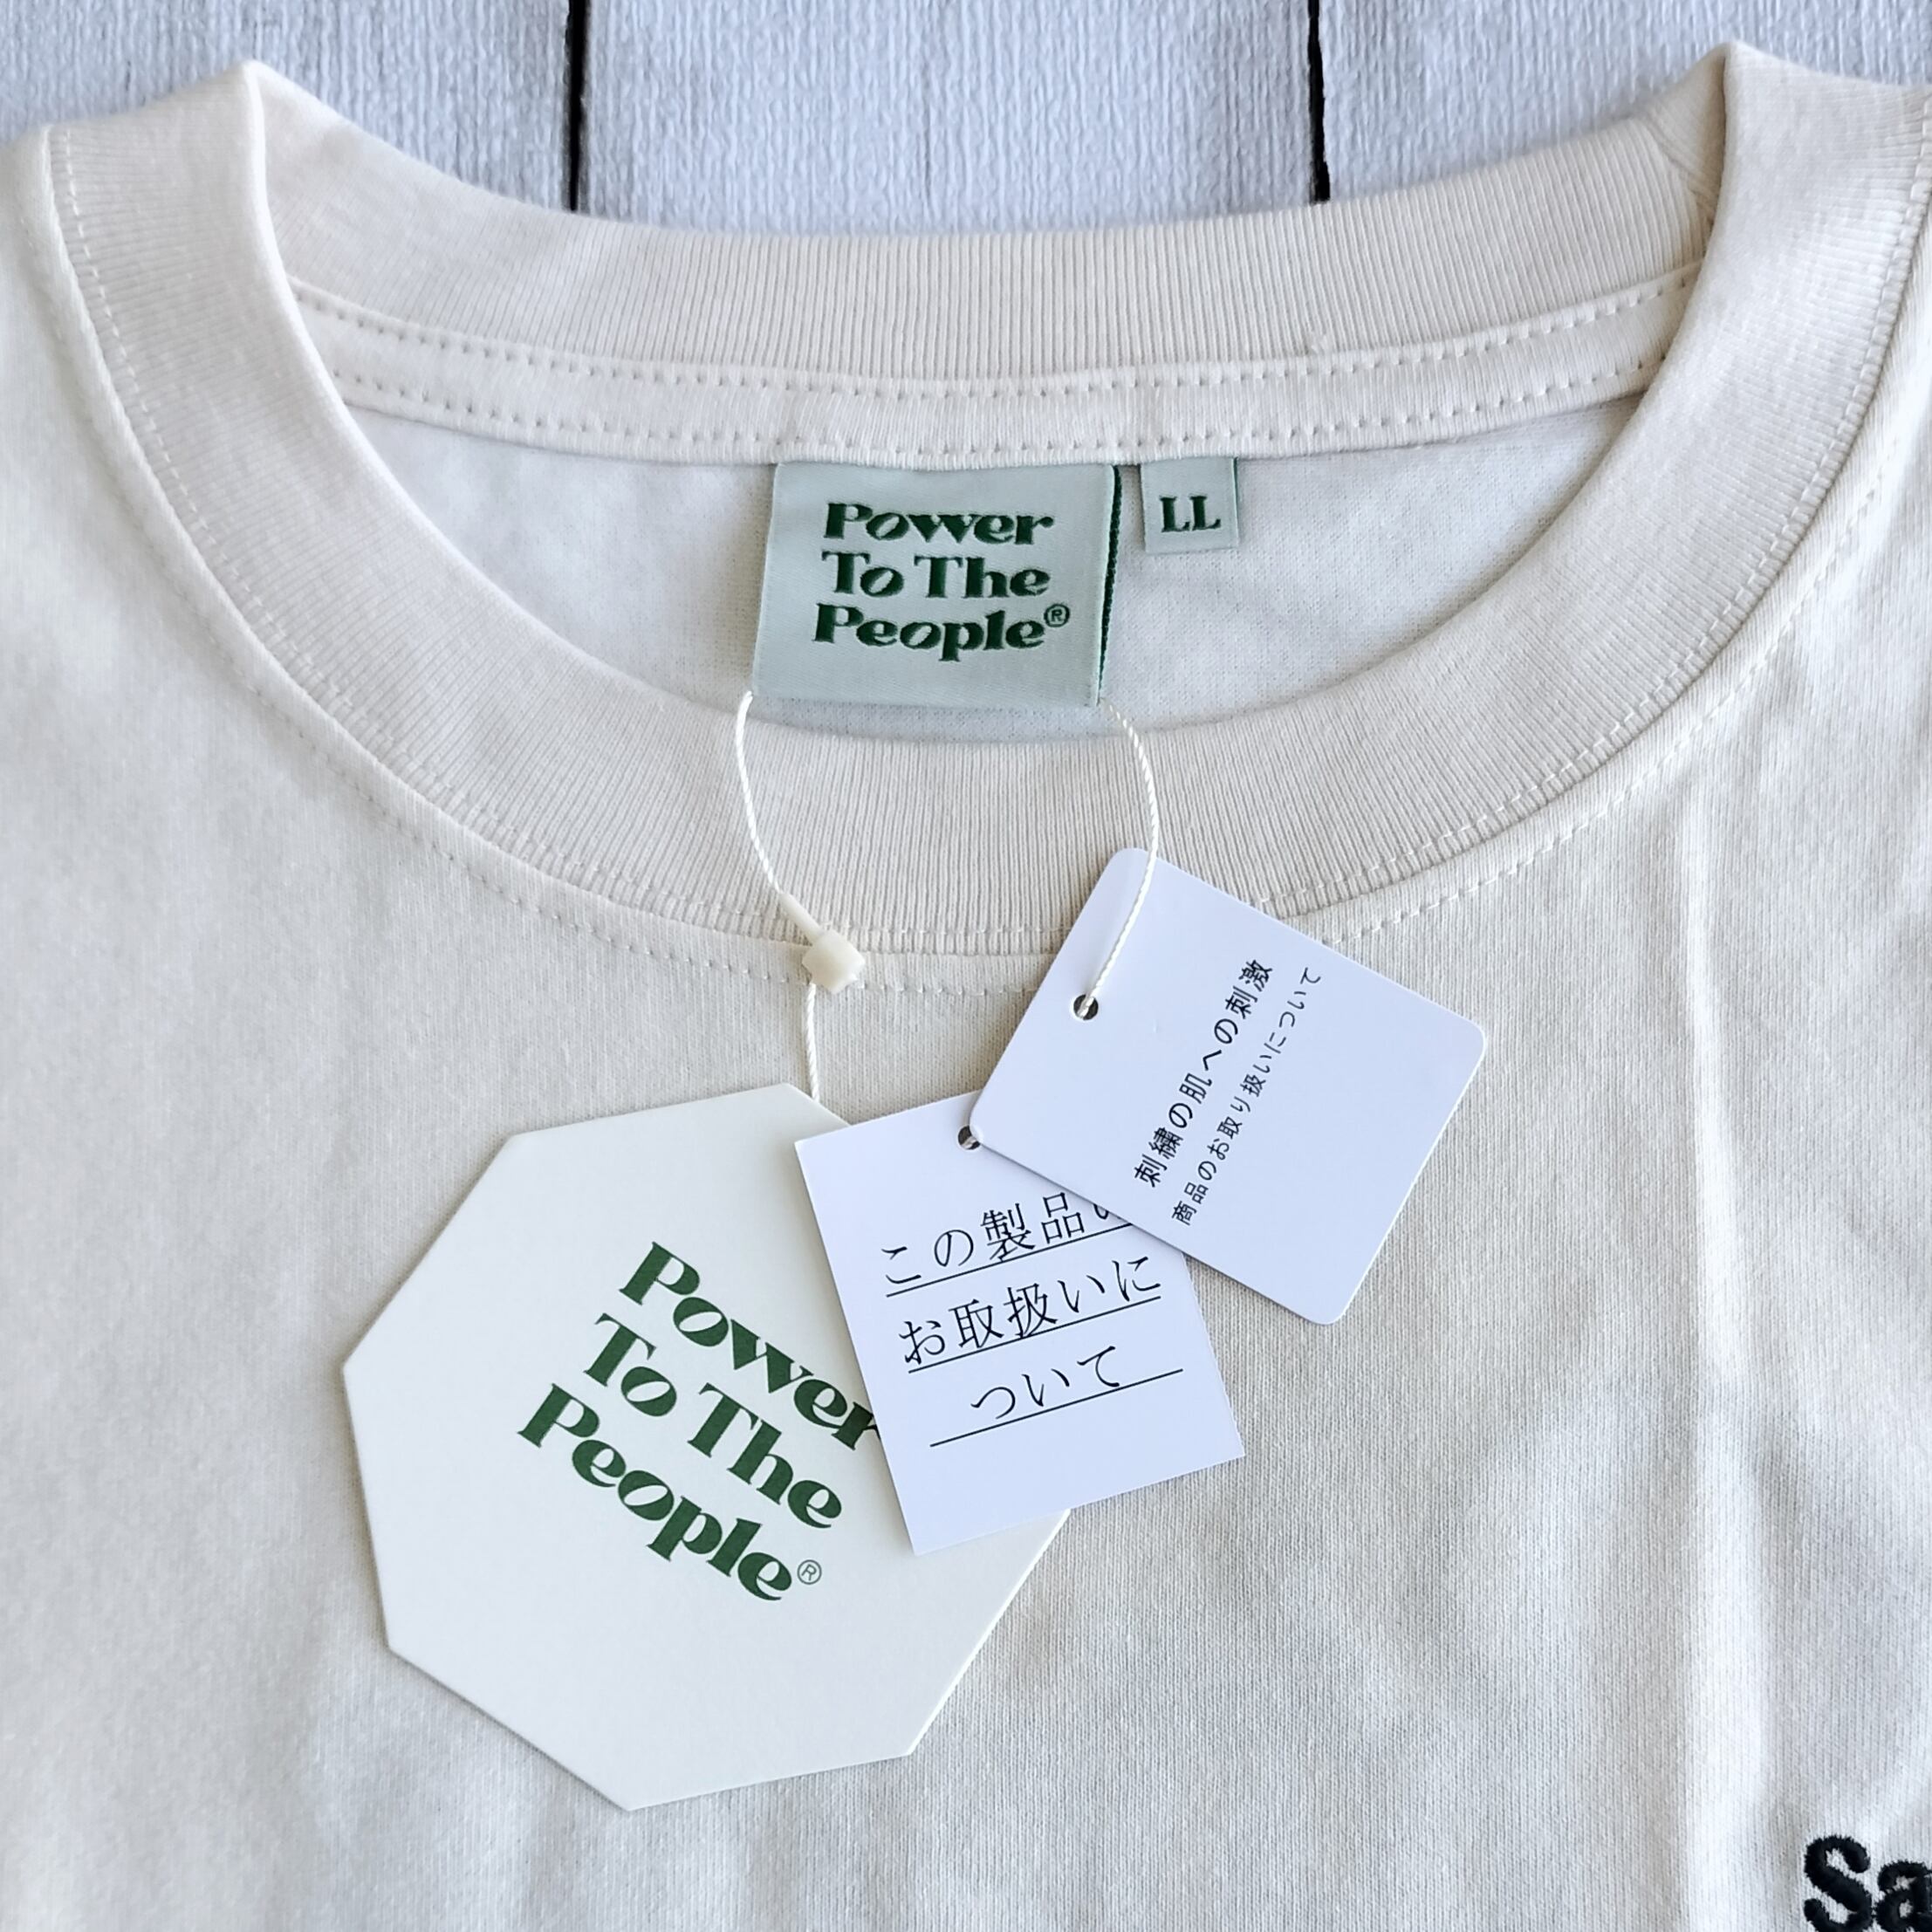 Power
To The
People®
LL
刺繍の肌への刺激
商品のお取り扱いについて
この製品
お取扱いに
ついて
Power
To The
People®
Sa